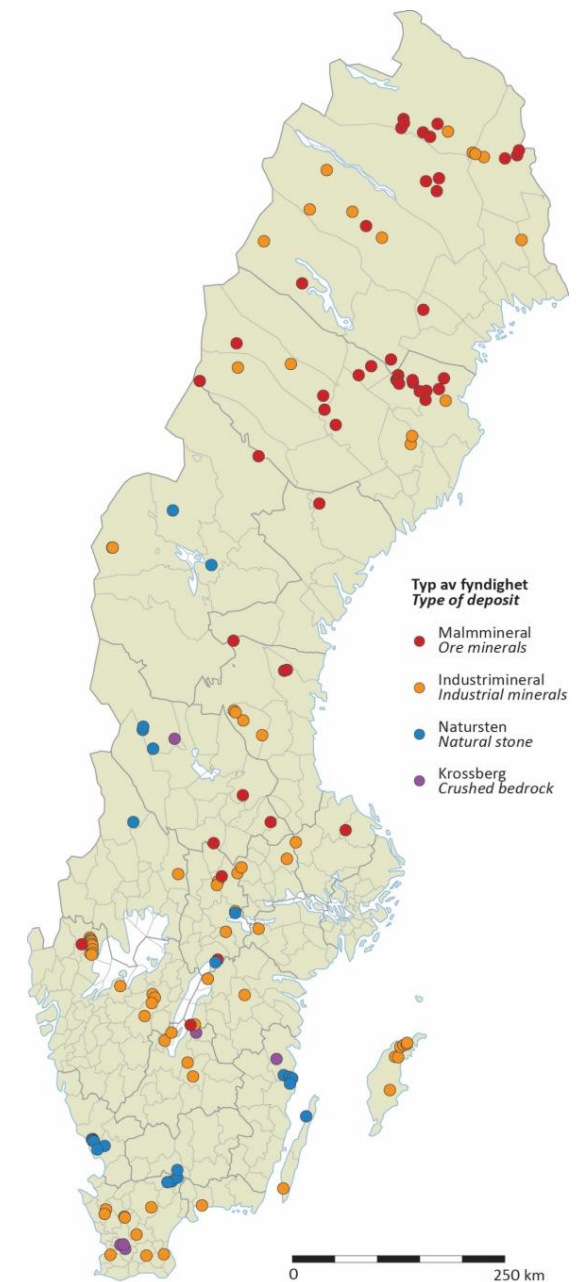 Typ av fyndighet
Type of deposit
Malmmineral
Ore minerals
Industrimineral
Industrial minerals
Natursten
Natural stone
Krossberg
Crushed bedrock
0 250 km